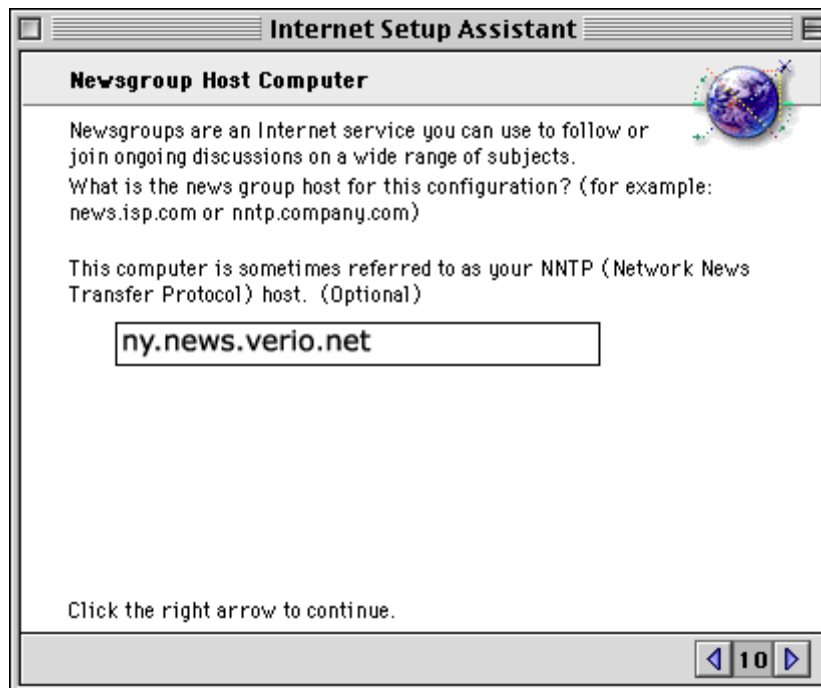 Internet Setup Assistant
Newsgroup Host Computer
Newsgroups are an Internet service you can use to follow or
join ongoing discussions on a wide range of subjects.
What is the news group host for this configuration? (for example:
news.isp.com or nntp.company.com)
This computer is sometimes referred to as your NNTP (Network News
Transfer Protocol) host. (Optional)
ny.news.verio.net
Click the right arrow to continue.
10